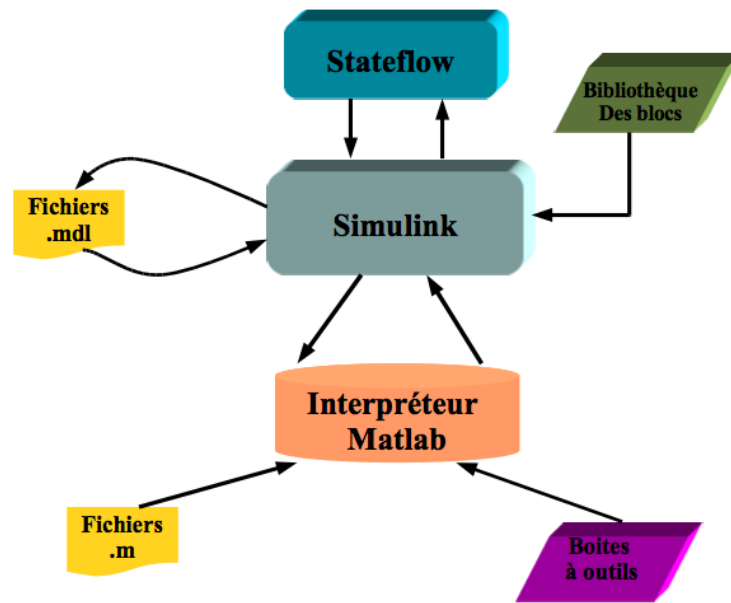 Stateflow
Bibliothèque
Des blocs
Simulink
Fichiers
.mdl
Interpréteur
Matlab
Fichiers
.m
Boites
à outils